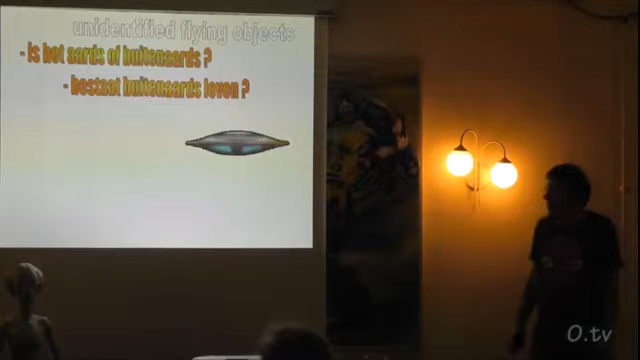 unidentified flying objects
- Is het aards of buitenaards ?
- bestaat buitenaards leven ?
O.tv